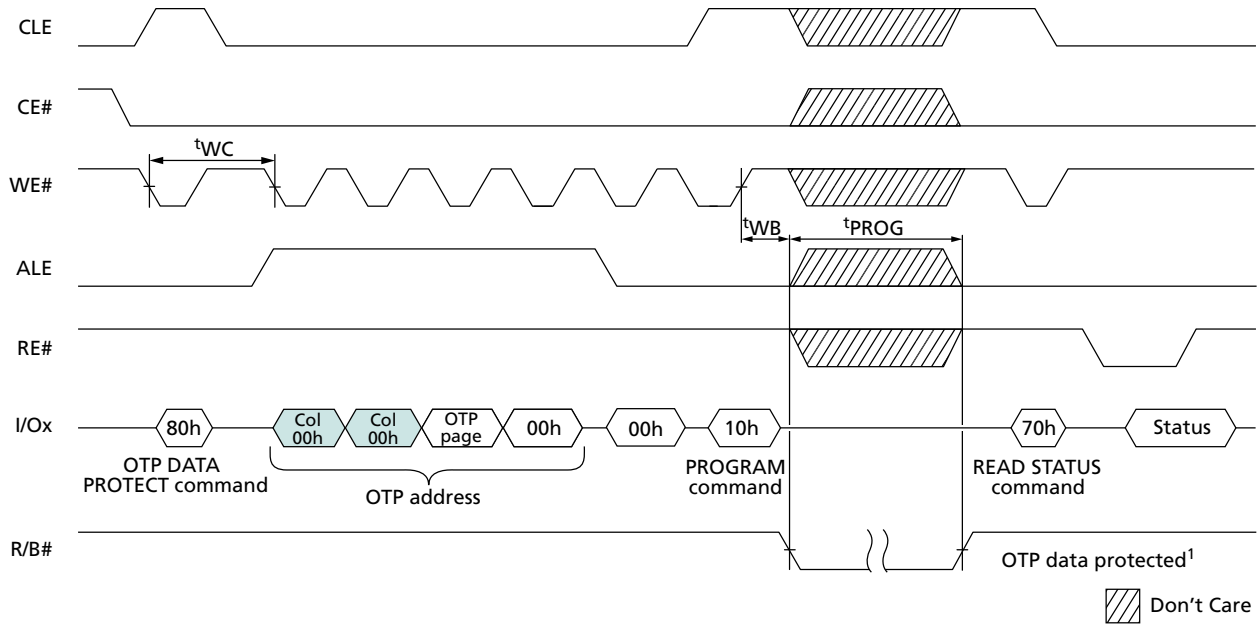 CLE
CE#
tWC
WE#
tWB
tPROG
ALE
RE#
I/Ox
80h
Col
00h
Col
00h
OTP
page
00h
00h
10h
70h
Status
OTP DATA
PROTECT command
OTP address
PROGRAM
command
READ STATUS
command
R/B#
OTP data protected1
Don't Care